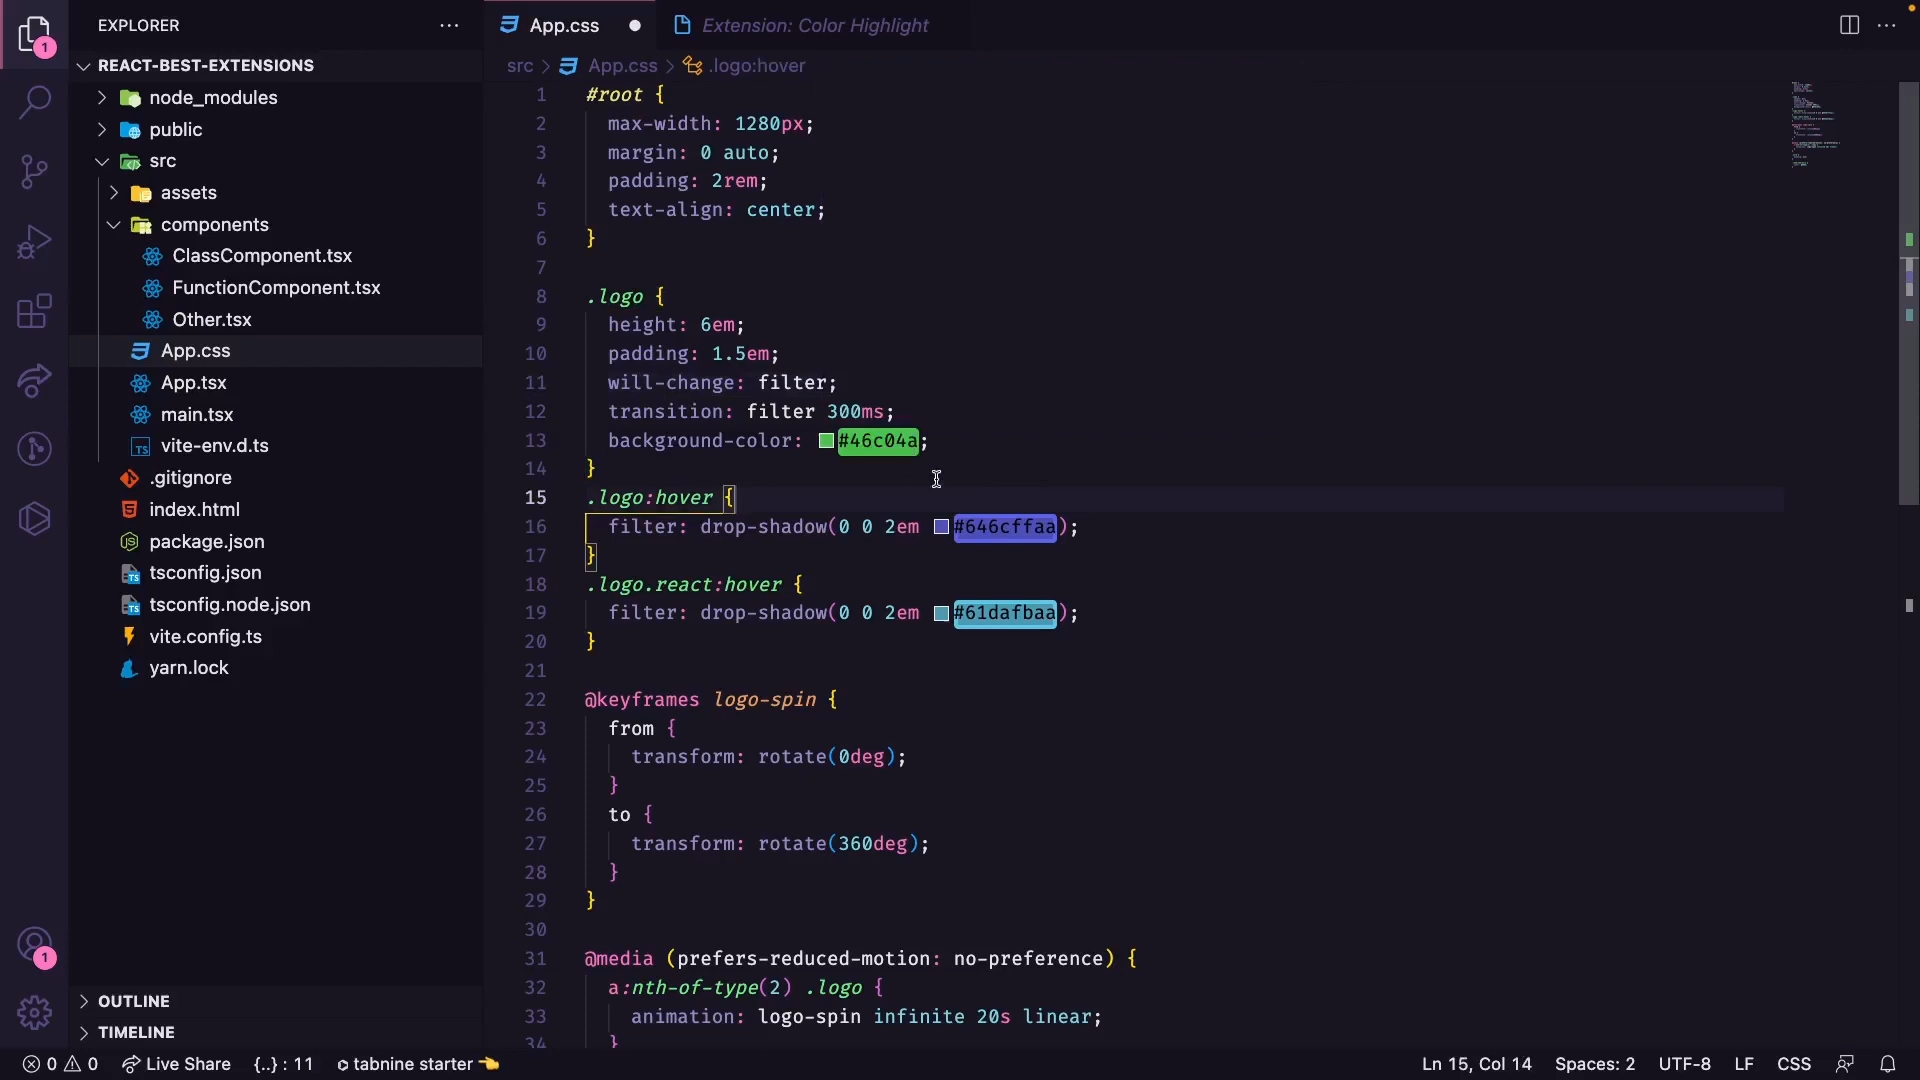 EXPLORER
App.css
Extension: Color Highlight
REACT-BEST-EXTENSIONS
src > App.css > .logo:hover
node_modules
public
src
assets
components
ClassComponent.tsx
FunctionComponent.tsx
Other.tsx
App.css
App.tsx
main.tsx
vite-env.d.ts
.gitignore
index.html
package.json
tsconfig.json
tsconfig.node.json
vite.config.ts
yarn.lock
OUTLINE
TIMELINE
1
1
1 #root {
2 max-width: 1280px;
3 margin: 0 auto;
4 padding: 2rem;
5 text-align: center;
6 }
7
8 .logo {
9 height: 6em;
10 padding: 1.5em;
11 will-change: filter;
12 transition: filter 300ms;
13 background-color: #46c04a;
14 }
15 .logo:hover {
16 filter: drop-shadow(0 0 2em #646cffaa);
17 }
18 .logo.react:hover {
19 filter: drop-shadow(0 0 2em #61dafbaa);
20 }
21
22 @keyframes logo-spin {
23 from {
24 transform: rotate(0deg);
25 }
26 to {
27 transform: rotate(360deg);
28 }
29 }
30
31 @media (prefers-reduced-motion: no-preference) {
32 a:nth-of-type(2) .logo {
33 animation: logo-spin infinite 20s linear;
34 }
0 0 Live Share {..} : 11 tabnine starter Ln 15, Col 14 Spaces: 2 UTF-8 LF CSS